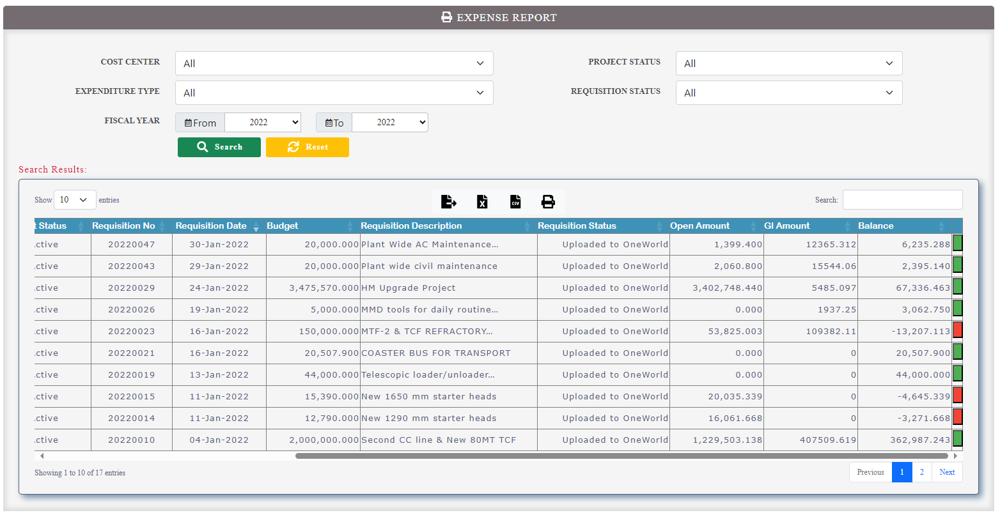 EXPENSE REPORT
COST CENTER All PROJECT STATUS All
EXPENDITURE TYPE All REQUISITION STATUS All
FISCAL YEAR From 2022 To 2022
Search Reset
Search Results:
Show 10 entries Search:
t Status Requisition No Requisition Date Budget Requisition Description Requisition Status Open Amount GI Amount Balance
ctive 20220047 30-Jan-2022 20,000.000 Plant Wide AC Maintenance... Uploaded to OneWorld 1,399.400 12365.312 6,235.288
ctive 20220043 29-Jan-2022 20,000.000 Plant wide civil maintenance Uploaded to OneWorld 2,060.800 15544.06 2,395.140
ctive 20220029 24-Jan-2022 3,475,570.000 HM Upgrade Project Uploaded to OneWorld 3,402,748.440 5485.097 67,336.463
ctive 20220026 19-Jan-2022 5,000.000 MMD tools for daily routine... Uploaded to OneWorld 0.000 1937.25 3,062.750
ctive 20220023 16-Jan-2022 150,000.000 MTF-2 & TCF REFRACTORY... Uploaded to OneWorld 53,825.003 109382.11 -13,207.113
ctive 20220021 16-Jan-2022 20,507.900 COASTER BUS FOR TRANSPORT Uploaded to OneWorld 0.000 0 20,507.900
ctive 20220019 13-Jan-2022 44,000.000 Telescopic loader/unloader... Uploaded to OneWorld 0.000 0 44,000.000
ctive 20220015 11-Jan-2022 15,390.000 New 1650 mm starter heads Uploaded to OneWorld 20,035.339 0 -4,645.339
ctive 20220014 11-Jan-2022 12,790.000 New 1290 mm starter heads Uploaded to OneWorld 16,061.668 0 -3,271.668
ctive 20220010 04-Jan-2022 2,000,000.000 Second CC line & New 80MT TCF Uploaded to OneWorld 1,229,503.138 407509.619 362,987.243
Showing 1 to 10 of 17 entries Previous 1 2 Next